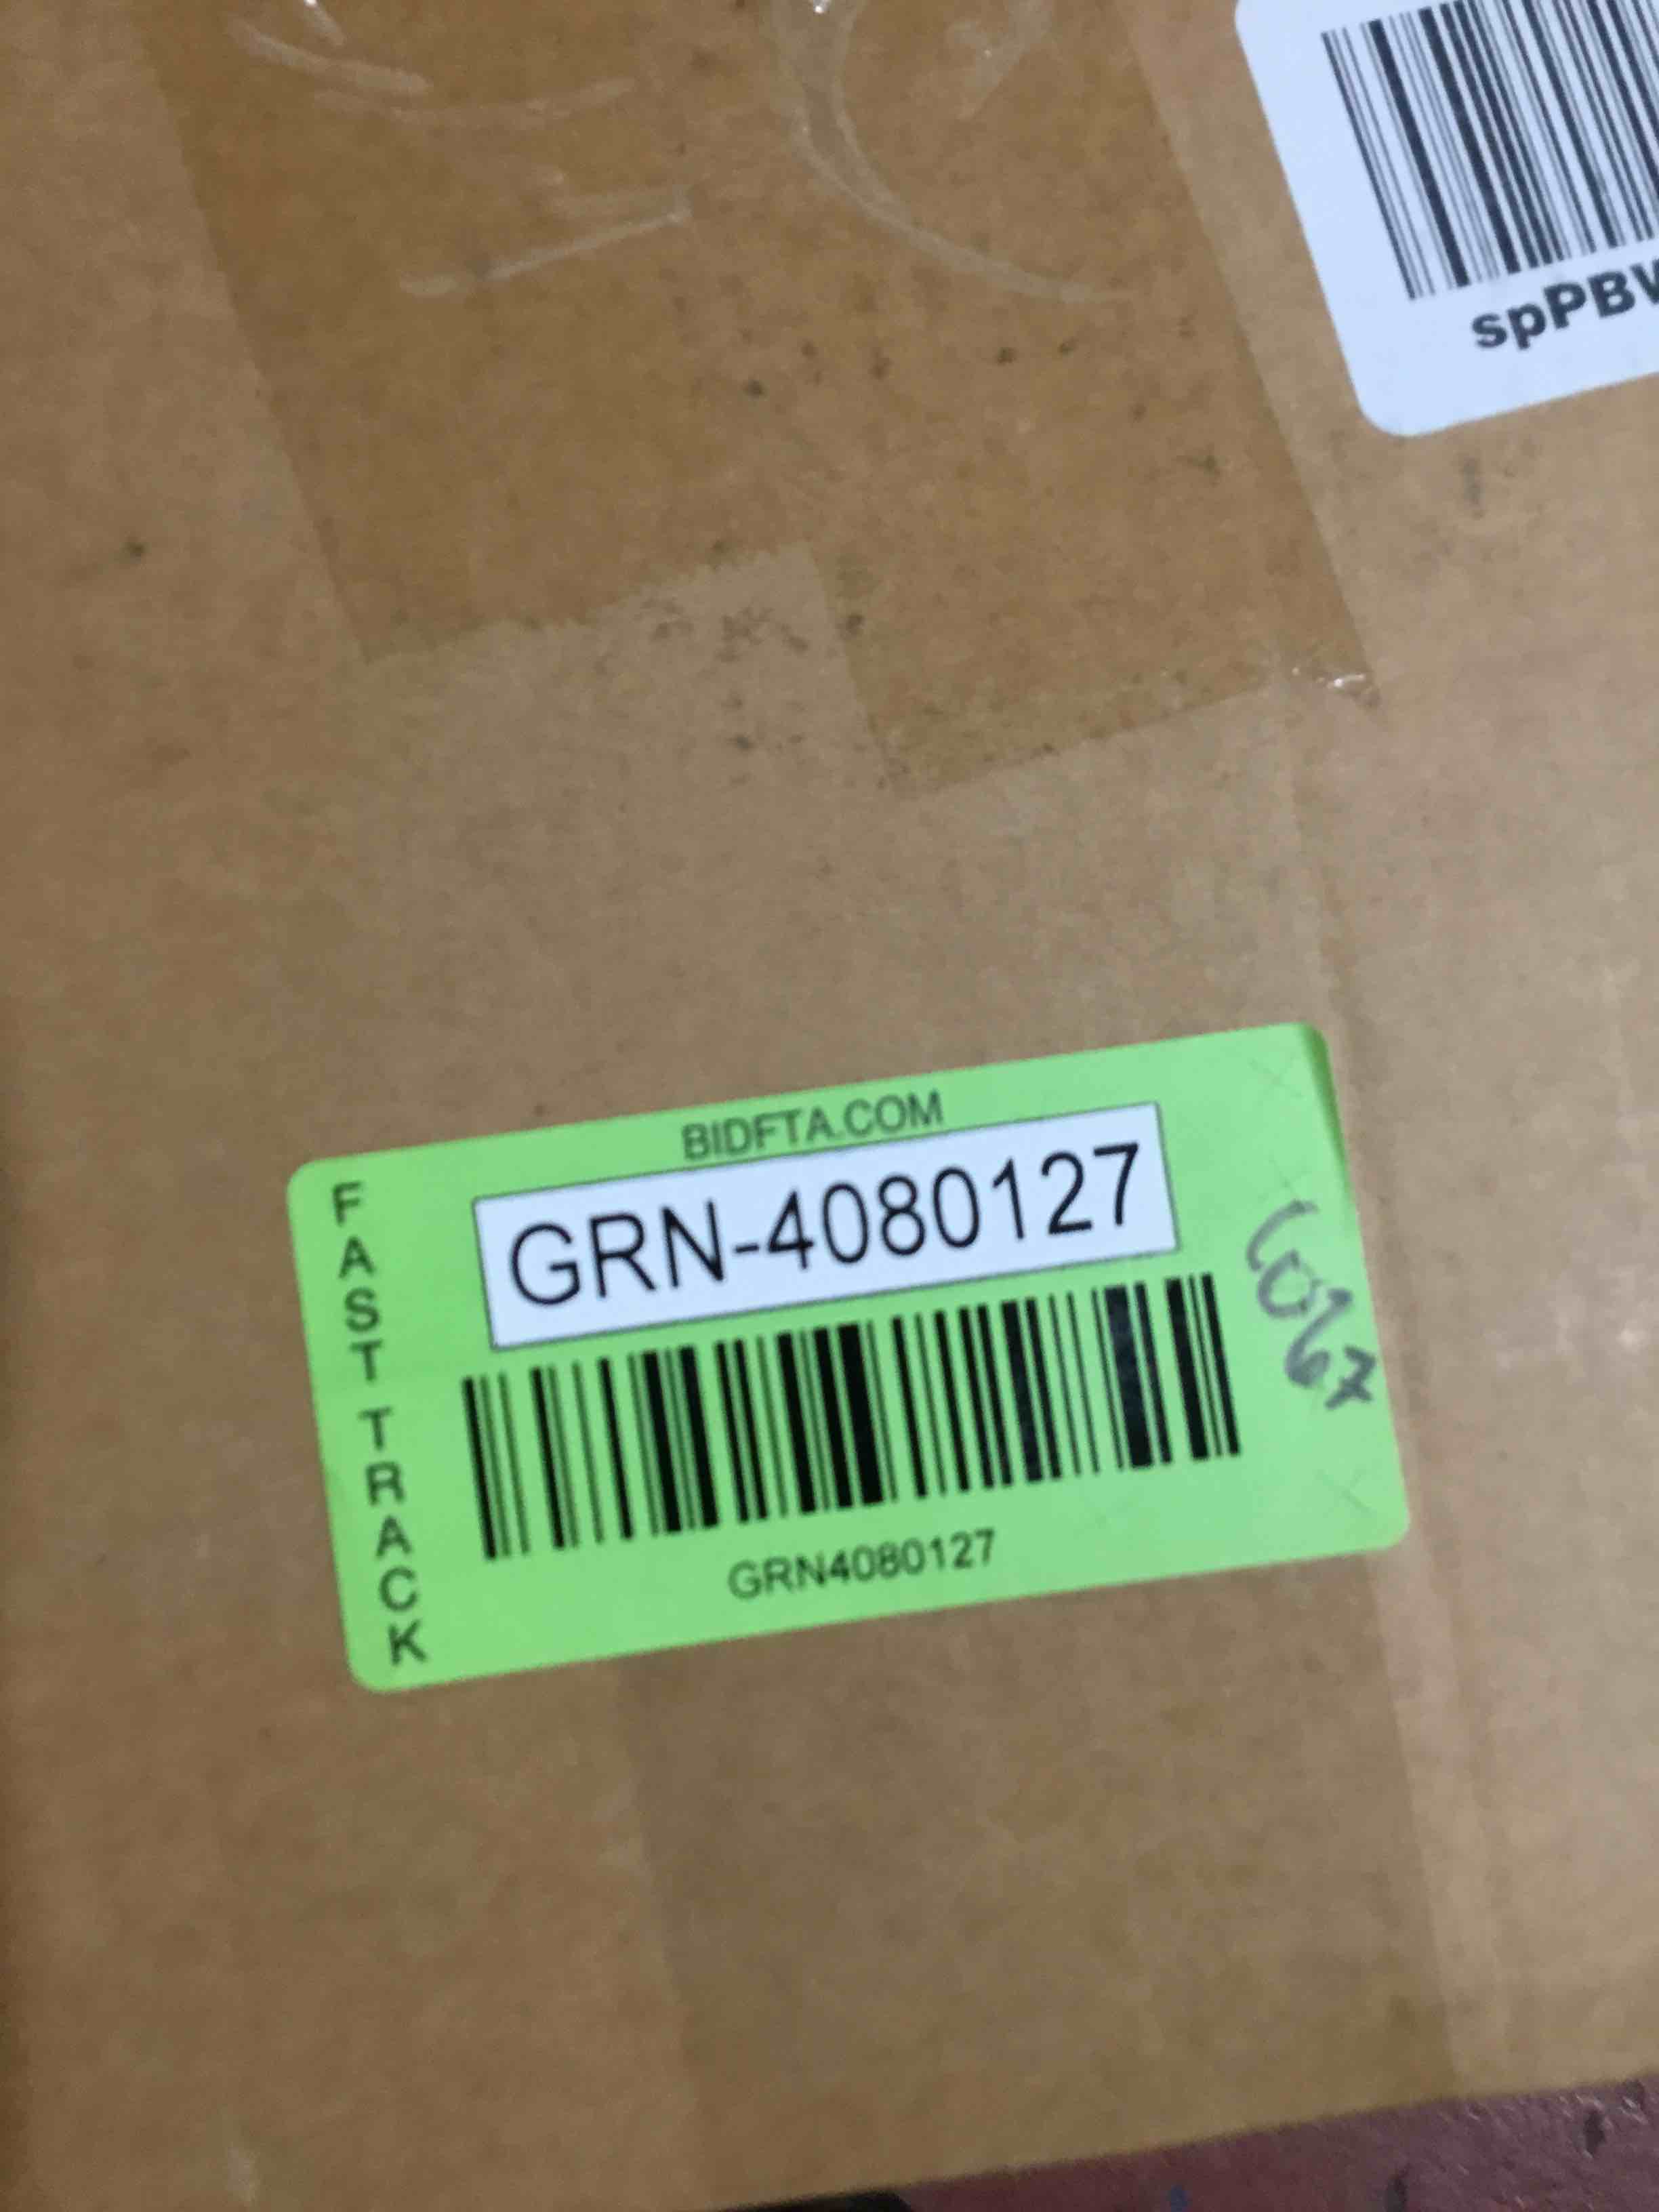 spPBV
BIDFTA.COM
FAST TRACK
GRN-4080127
GRN4080127